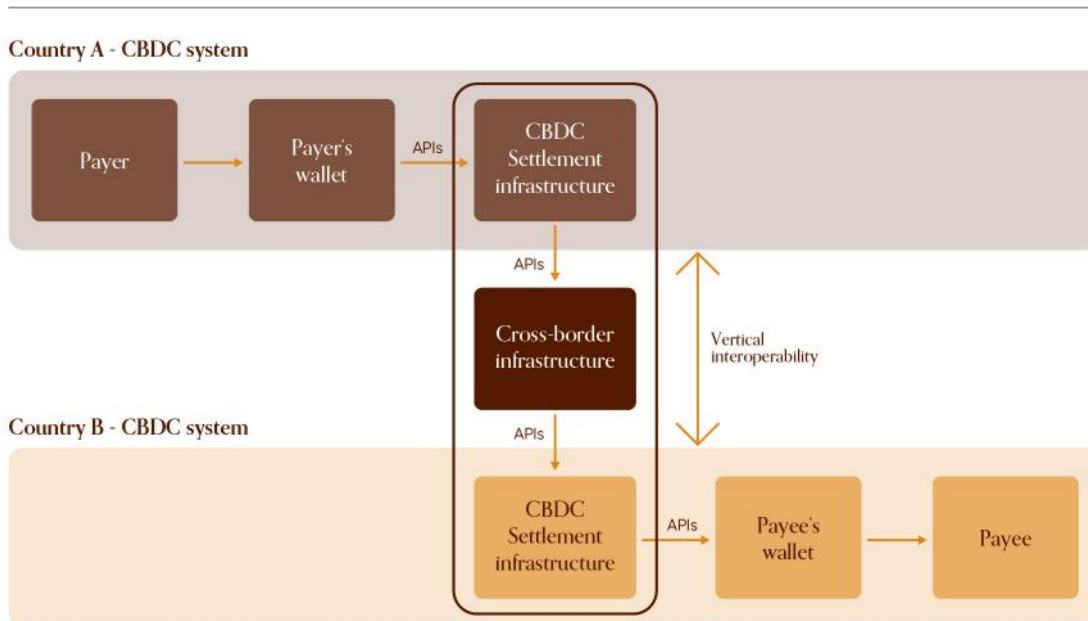 Country A - CBDC system
Payer
Payer's
wallet
APIs
CBDC
Settlement
infrastructure
APIs
Cross-border
infrastructure
Vertical
interoperability
APIs
Country B - CBDC system
CBDC
Settlement
infrastructure
APIs
Payee's
wallet
Payee